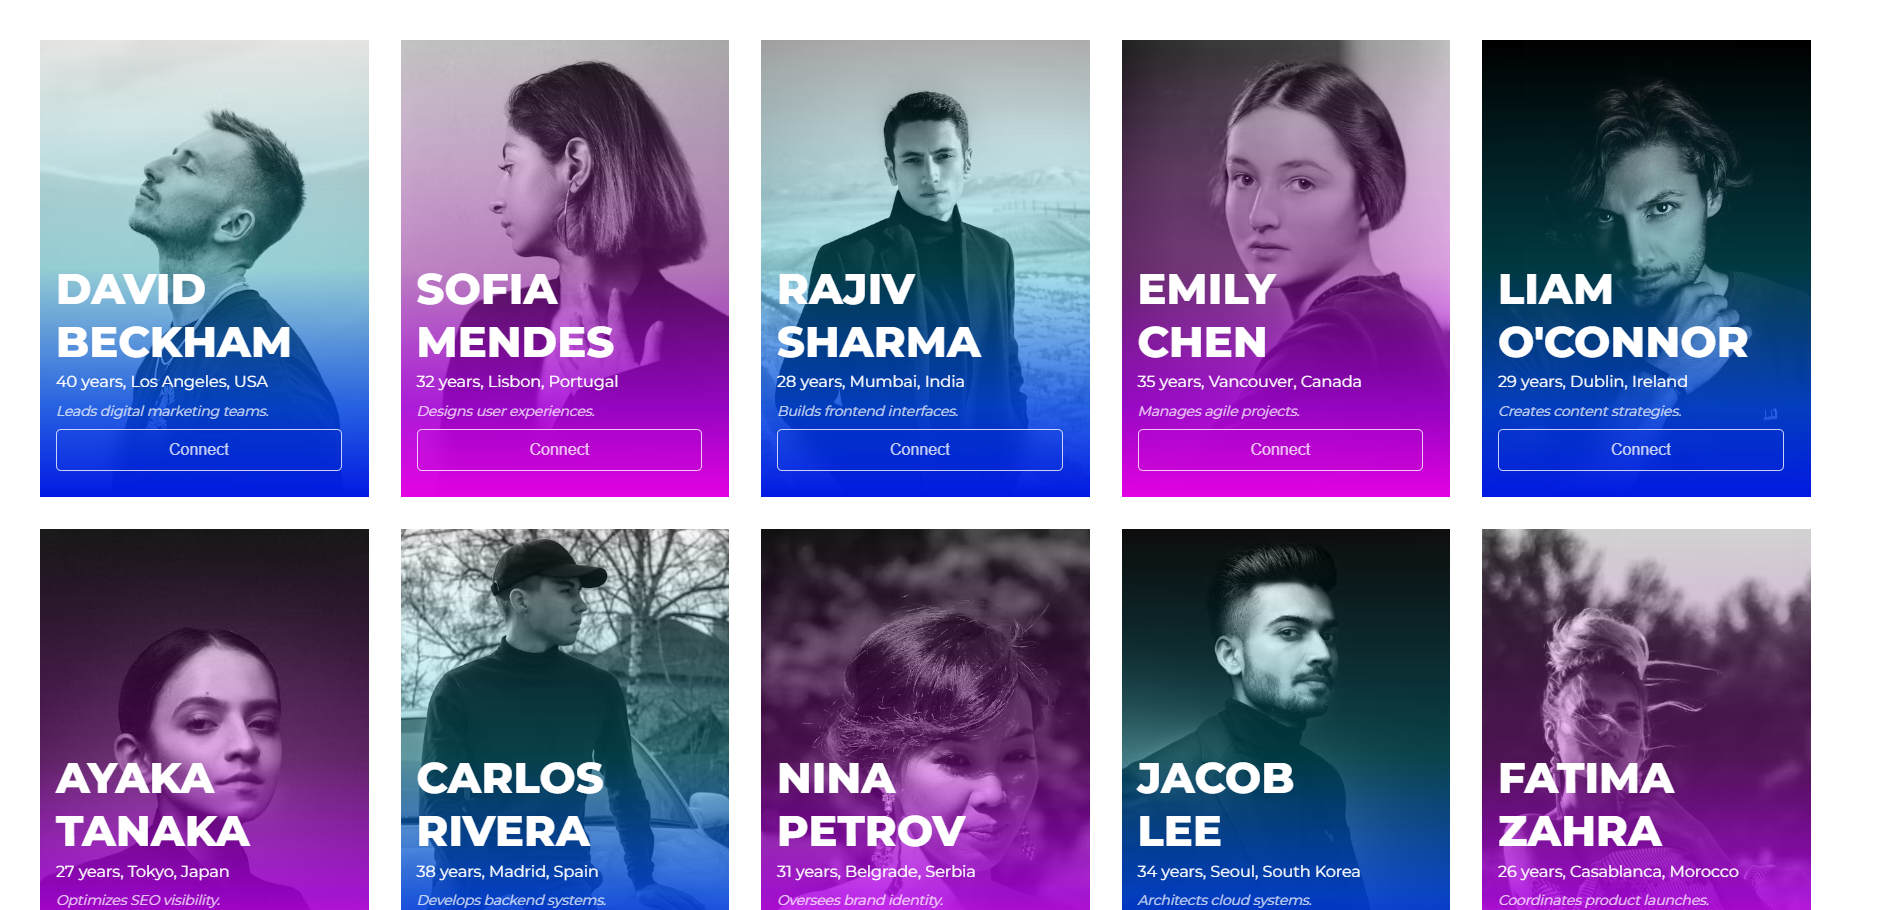 DAVID
BECKHAM
40 years, Los Angeles, USA
Leads digital marketing teams.
Connect
SOFIA
MENDES
32 years, Lisbon, Portugal
Designs user experiences.
Connect
RAJIV
SHARMA
28 years, Mumbai, India
Builds frontend interfaces.
Connect
EMILY
CHEN
35 years, Vancouver, Canada
Manages agile projects.
Connect
LIAM
O'CONNOR
29 years, Dublin, Ireland
Creates content strategies.
Connect
AYAKA
TANAKA
27 years, Tokyo, Japan
Optimizes SEO visibility.
CARLOS
RIVERA
38 years, Madrid, Spain
Develops backend systems.
NINA
PETROV
31 years, Belgrade, Serbia
Oversees brand identity.
JACOB
LEE
34 years, Seoul, South Korea
Architects cloud systems.
FATIMA
ZAHRA
26 years, Casablanca, Morocco
Coordinates product launches.